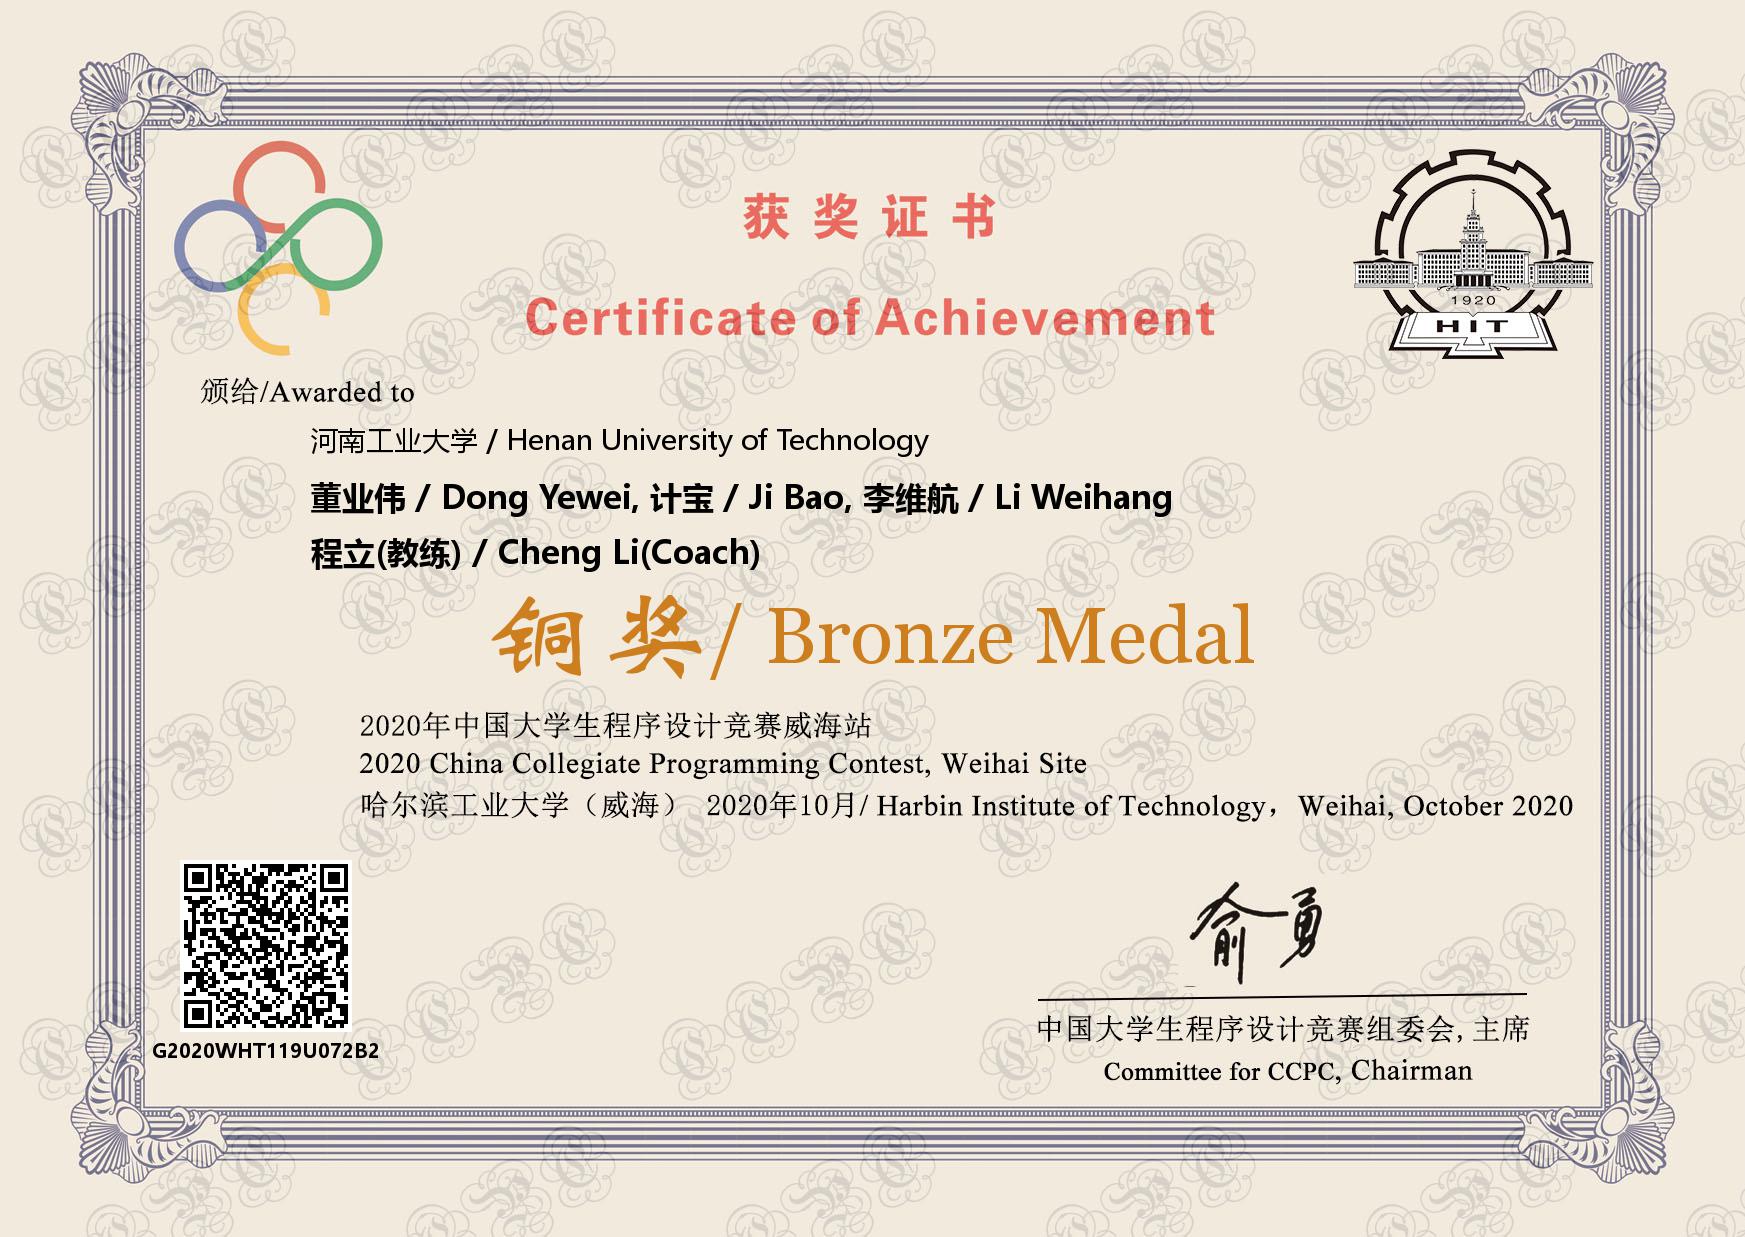 获奖证书
Certificate of Achievement
1920
HIT
颁给/Awarded to
河南工业大学 / Henan University of Technology
董业伟 / Dong Yewei, 计宝 / Ji Bao, 李维航 / Li Weihang
程立(教练) / Cheng Li(Coach)
铜奖/ Bronze Medal
2020年中国大学生程序设计竞赛威海站
2020 China Collegiate Programming Contest, Weihai Site
哈尔滨工业大学（威海） 2020年10月/ Harbin Institute of Technology，Weihai, October 2020
G2020WHT119U072B2
俞勇
中国大学生程序设计竞赛组委会, 主席
Committee for CCPC, Chairman